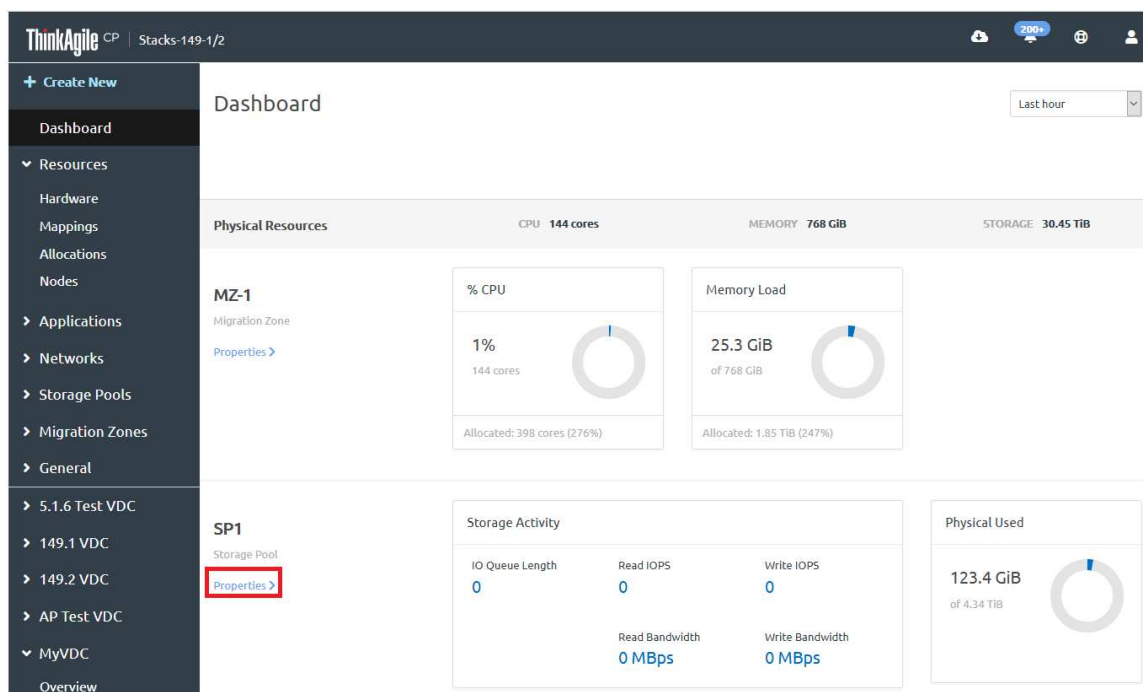 ThinkAgile CP | Stacks-149-1/2
200+
+ Create New
Dashboard
Resources
Hardware
Mappings
Allocations
Nodes
Applications
Networks
Storage Pools
Migration Zones
General
5.1.6 Test VDC
149.1 VDC
149.2 VDC
AP Test VDC
MyVDC
Overview
Dashboard
Last hour
Physical Resources
CPU 144 cores
MEMORY 768 GiB
STORAGE 30.45 TiB
MZ-1
Migration Zone
Properties
% CPU
1%
144 cores
Allocated: 398 cores (276%)
Memory Load
25.3 GiB
of 768 GiB
Allocated: 1.85 TiB (247%)
SP1
Storage Pool
Properties
Storage Activity
IO Queue Length
0
Read IOPS
0
Write IOPS
0
Read Bandwidth
0 MBps
Write Bandwidth
0 MBps
Physical Used
123.4 GiB
of 4.34 TiB